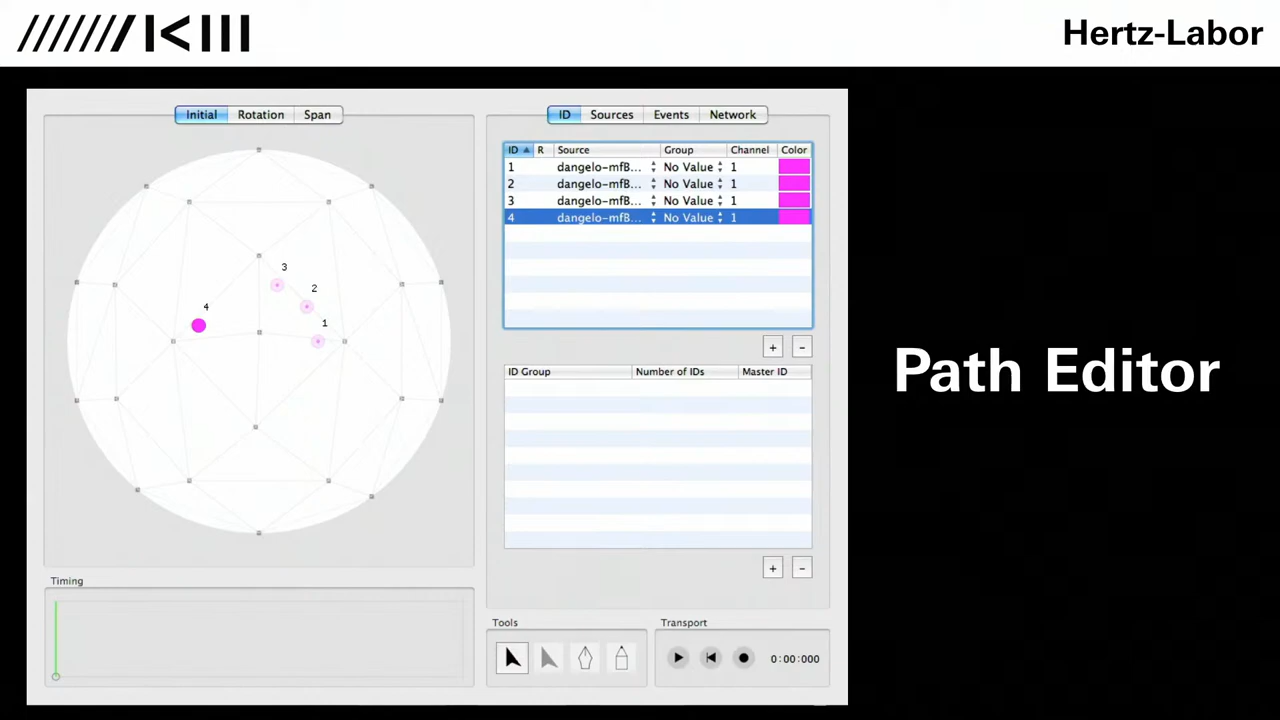 Hertz-Labor
Initial Rotation Span
ID Sources Events Network
ID R Source Group Channel Color
1 dangelo-mfB... No Value 1
2 dangelo-mfB... No Value 1
3 dangelo-mfB... No Value 1
4 dangelo-mfB... No Value 1
3
2
4
1
+ -
ID Group Number of IDs Master ID
Path Editor
+ -
Timing
Tools
Transport
0:00:000